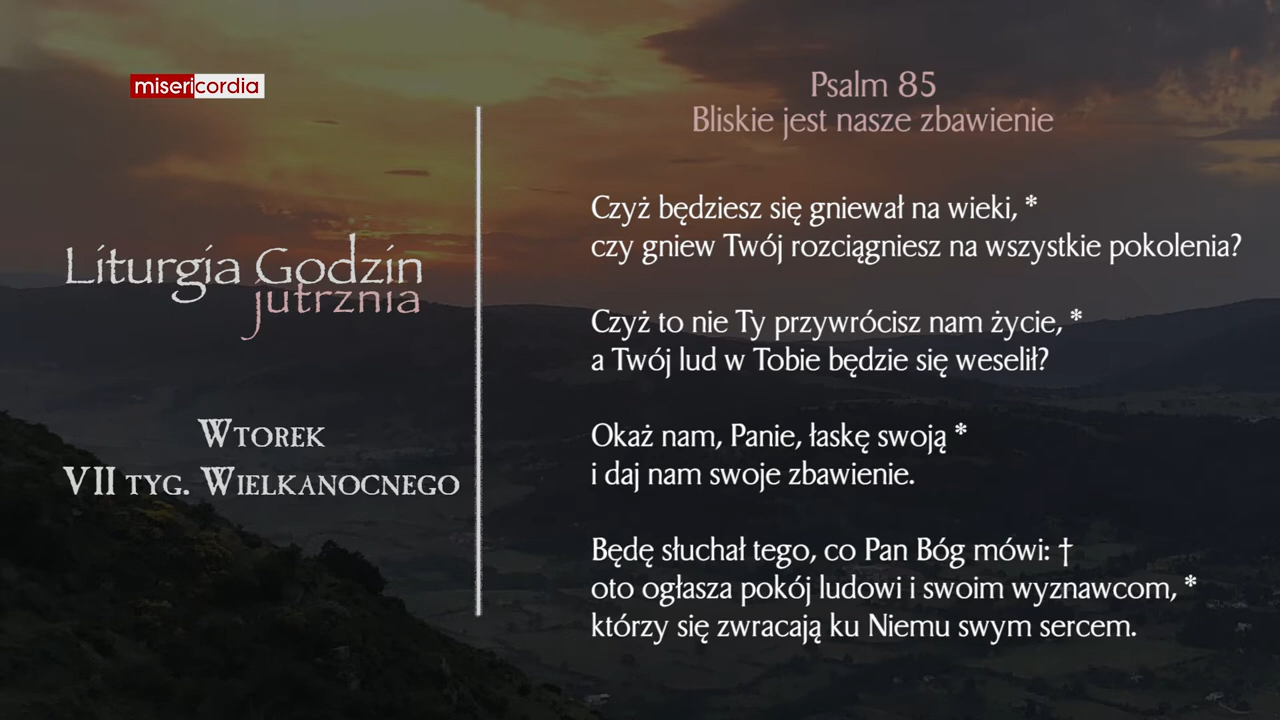 misericordia
Liturgia Godzin
jutrznia
Wtorek
VII tyg. Wielkanocnego
Psalm 85
Bliskie jest nasze zbawienie
Czyż będziesz się gniewał na wieki, *
czy gniew Twój rozciągniesz na wszystkie pokolenia?
Czyż to nie Ty przywrócisz nam życie, *
a Twój lud w Tobie będzie się weselił?
Okaż nam, Panie, łaskę swoją *
i daj nam swoje zbawienie.
Będę słuchał tego, co Pan Bóg mówi: †
oto ogłasza pokój ludowi i swoim wyznawcom, *
którzy się zwracają ku Niemu swym sercem.